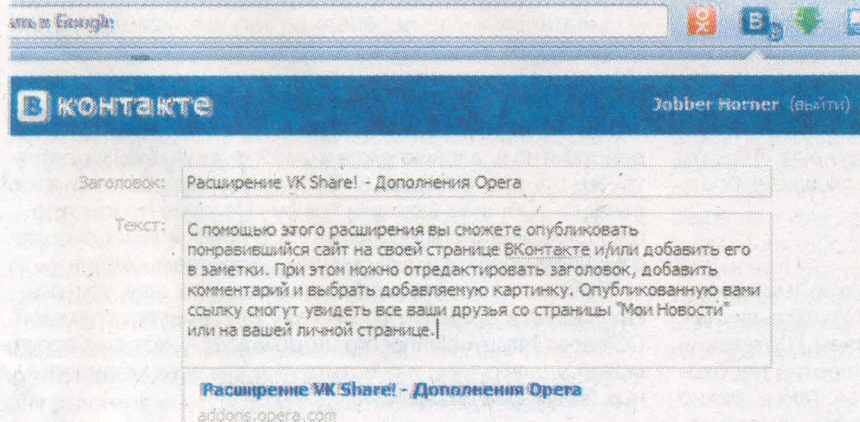 в Google
В контакте
Jobber Horner (выйти)
Заголовок: Расширение VK Share! - Дополнения Opera
Текст: С помощью этого расширения вы сможете опубликовать
понравившийся сайт на своей странице ВКонтакте и/или добавить его
в заметки. При этом можно отредактировать заголовок, добавить
комментарий и выбрать добавляемую картинку. Опубликованную вами
ссылку смогут увидеть все ваши друзья со страницы "Мои Новости"
или на вашей личной странице.
Расширение VK Share! - Дополнения Opera
addons.opera.com